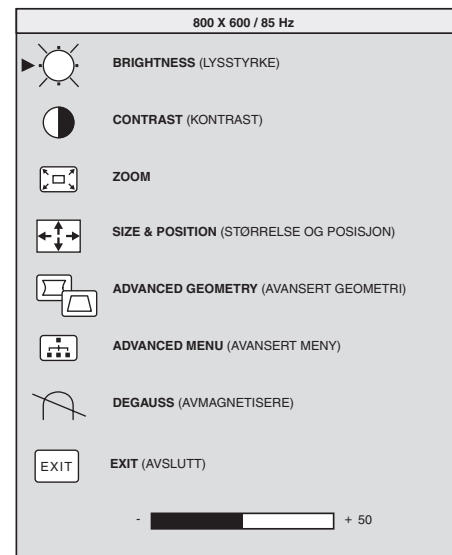 800 X 600 / 85 Hz
BRIGHTNESS (LYSSTYRKE)
CONTRAST (KONTRAST)
ZOOM
SIZE & POSITION (STØRRELSE OG POSISJON)
ADVANCED GEOMETRY (AVANSERT GEOMETRI)
ADVANCED MENU (AVANSERT MENY)
DEGAUSS (AVMAGNETISERE)
EXIT EXIT (AVSLUTT)
- + 50